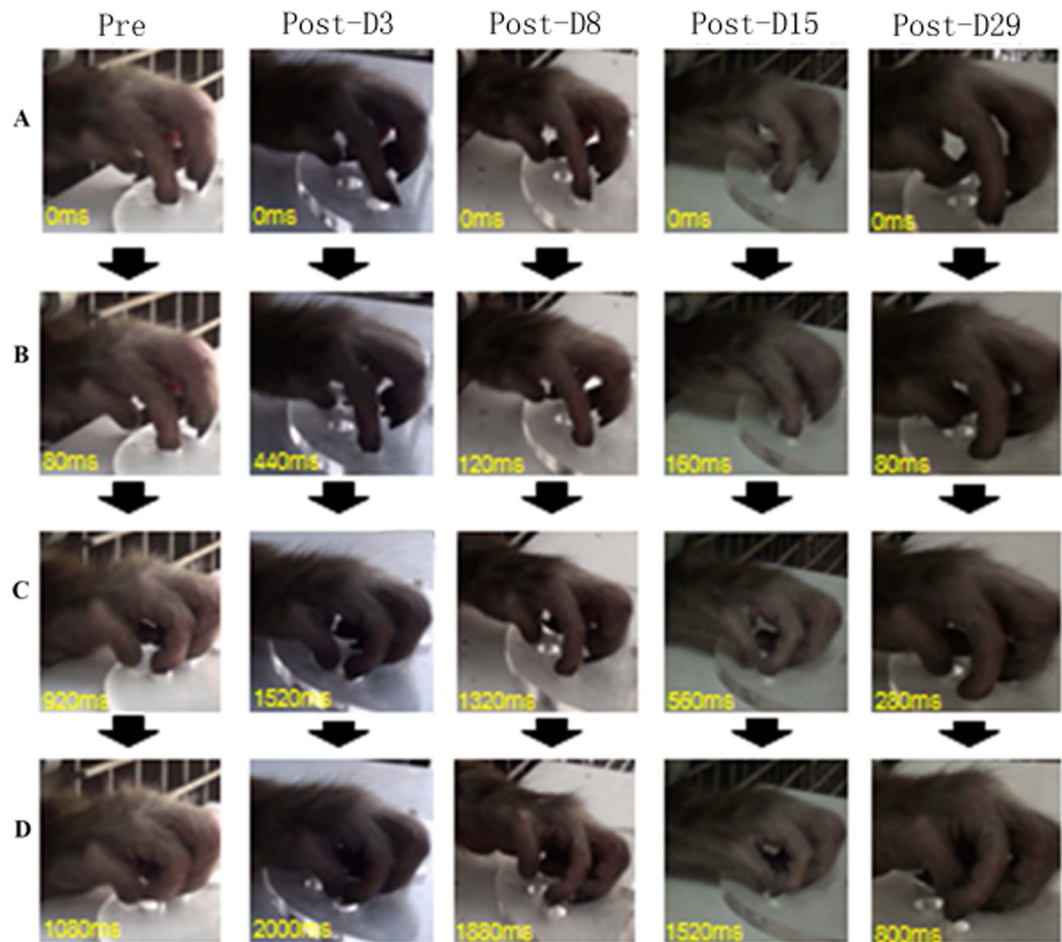 Pre Post-D3 Post-D8 Post-D15 Post-D29
A
0ms 0ms 0ms 0ms 0ms
B
80ms 440ms 120ms 160ms 80ms
C
920ms 1520ms 1320ms 560ms 280ms
D
1080ms 2000ms 1880ms 1520ms 800ms